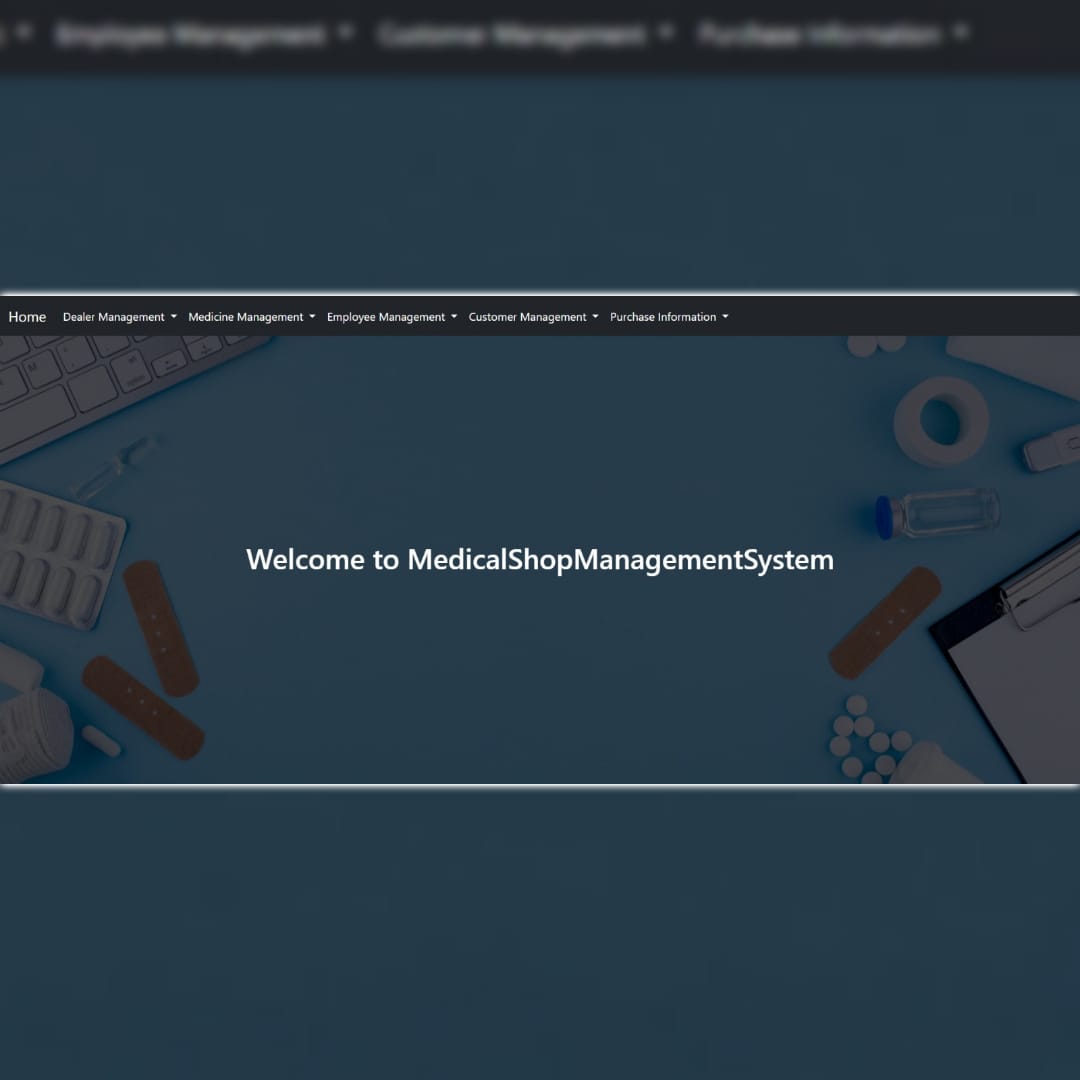 Employee Management Customer Management Purchase Information
Home Dealer Management Medicine Management Employee Management Customer Management Purchase Information
Welcome to MedicalShopManagementSystem